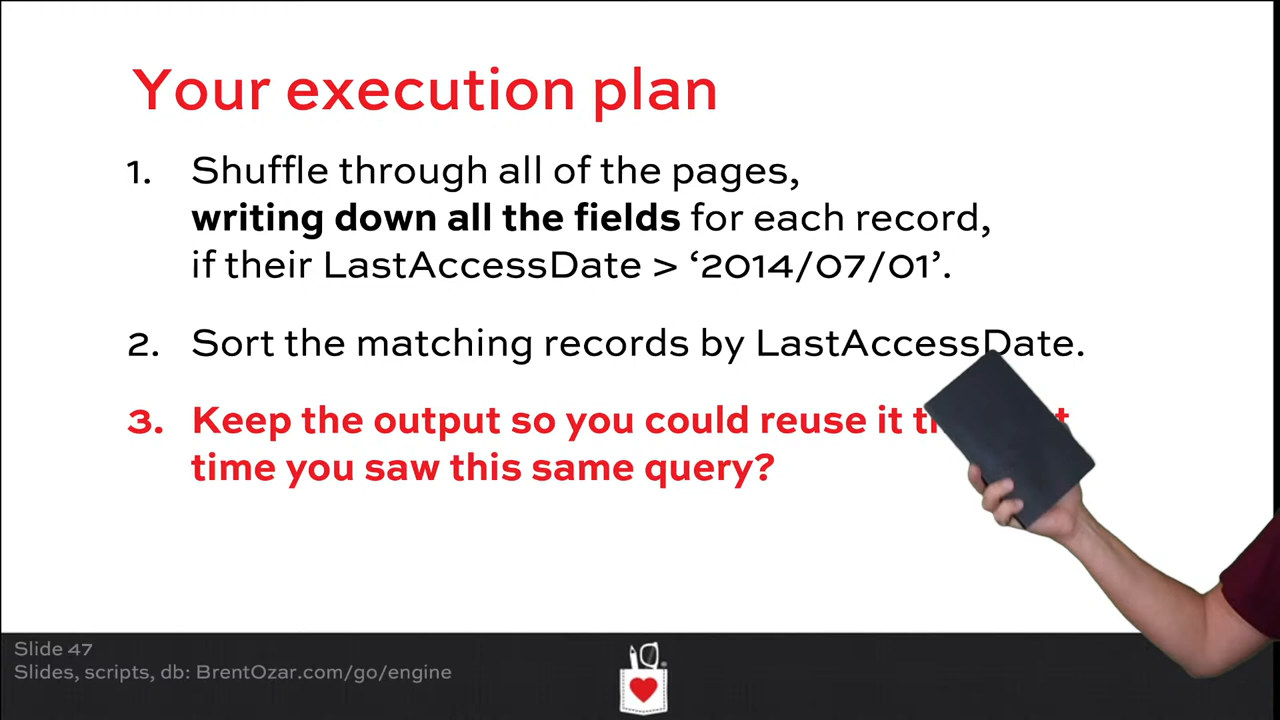 Your execution plan
1. Shuffle through all of the pages,
writing down all the fields for each record,
if their LastAccessDate > ‘2014/07/01’.
2. Sort the matching records by LastAccessDate.
3. Keep the output so you could reuse it
time you saw this same query?
Slide 47
Slides, scripts, db: BrentOzar.com/go/engine